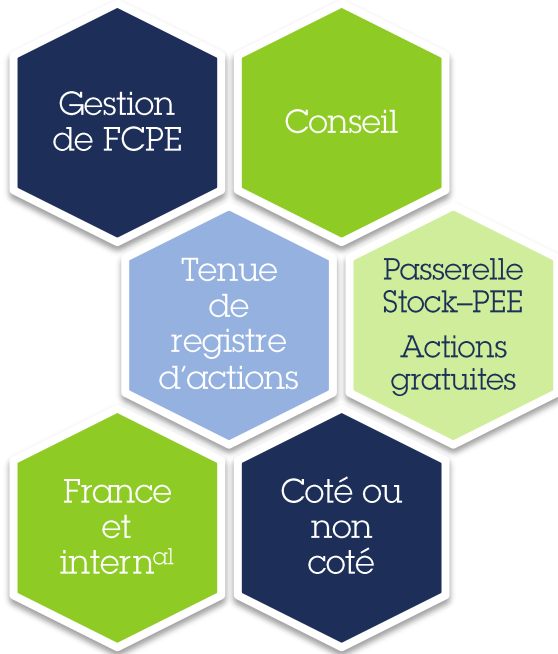 Gestion
de FCPE
Conseil
Tenue
de
registre
d'actions
Passerelle
Stock–PEE
Actions
gratuites
France
et
intern^al
Coté ou
non
coté